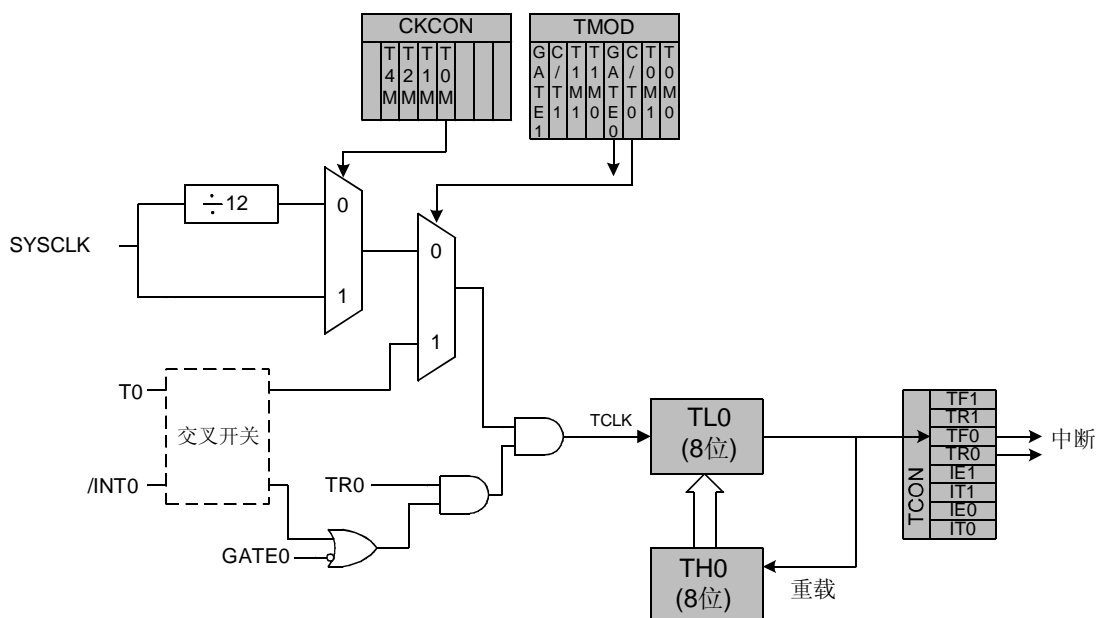 CKCON
T4M
T2M
T1M
T0M
TMOD
GATE1
C/T1
T1M1
T1M0
GATE0
C/T0
T0M1
T0M0
SYSCLK
÷12
0
1
0
1
T0
交叉开关
/INT0
TR0
GATE0
TCLK
TL0
(8位)
TH0
(8位)
重载
TCON
TF1
TR1
TF0
TR0
IE1
IT1
IE0
IT0
中断